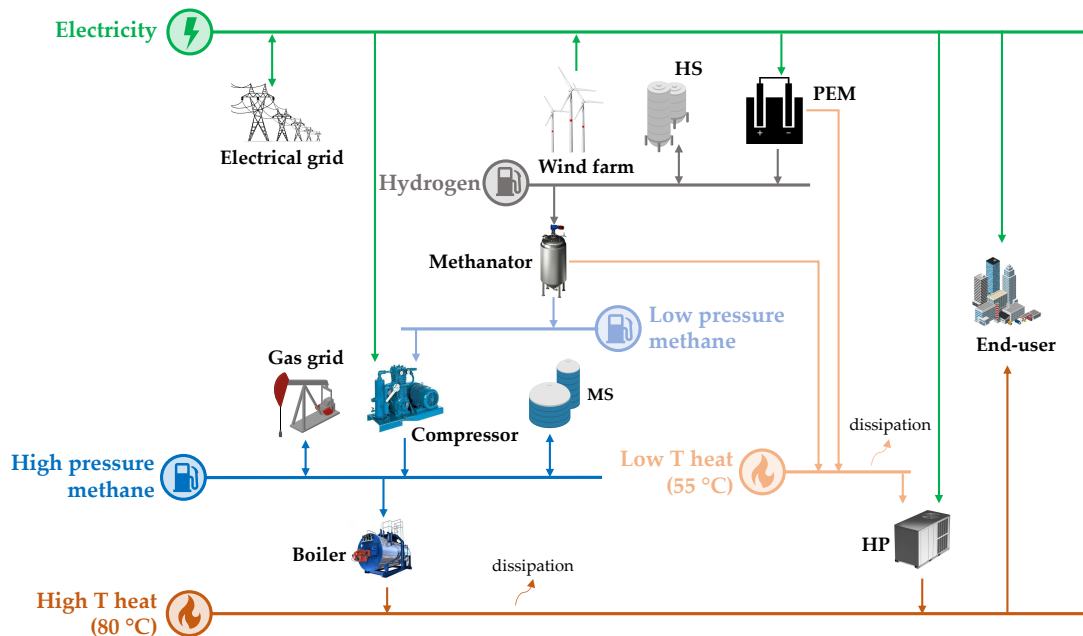 Electricity
HS
PEM
Electrical grid
Wind farm
Hydrogen
Methanator
Low pressure
methane
End-user
Gas grid
MS
Compressor
dissipation
High pressure
methane
Low T heat
(55 °C)
Boiler
HP
dissipation
High T heat
(80 °C)